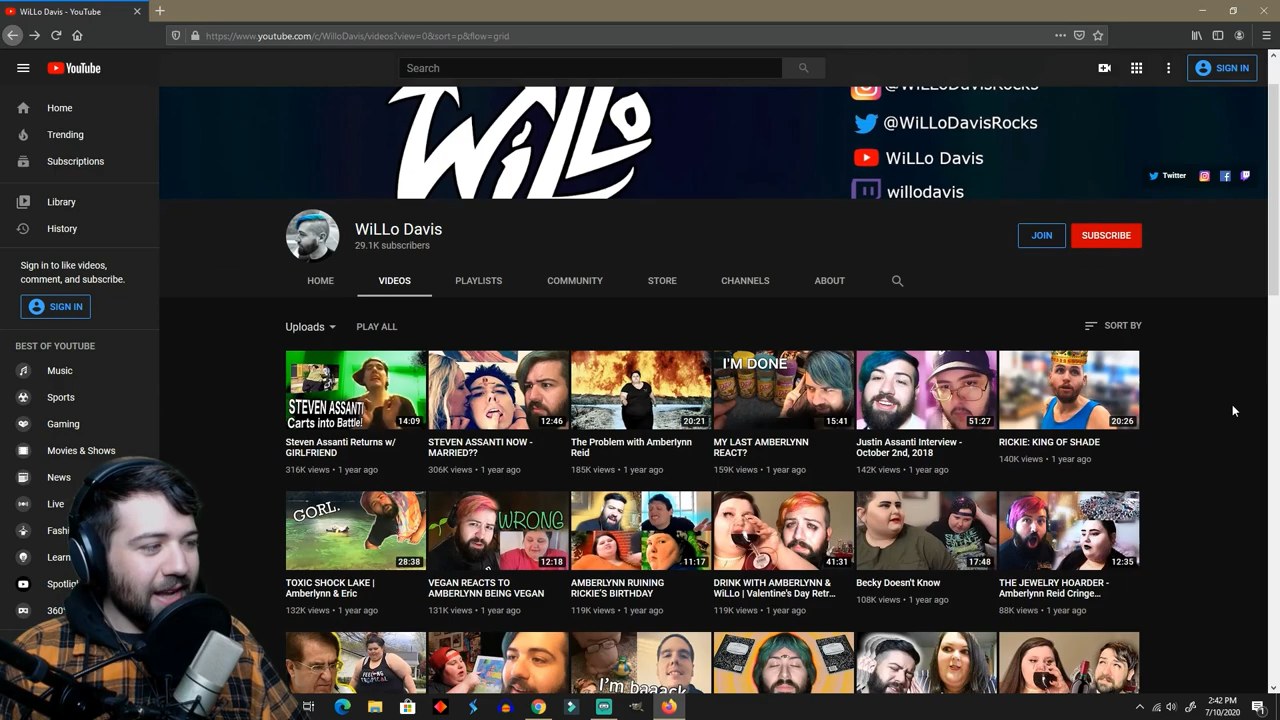 WiLLo Davis - YouTube
https://www.youtube.com/c/WilloDavis/videos?view=0&sort=p&flow=grid
YouTube
Search
SIGN IN
Home
Trending
Subscriptions
Library
History
Sign in to like videos,
comment, and subscribe.
SIGN IN
BEST OF YOUTUBE
Music
Sports
Gaming
Movies & Shows
News
Live
Fashi
Learn
Spotlig
360°
WiLLo
@WiLLoDavisRocks
@WiLLoDavisRocks
WiLLo Davis
willodavis
Twitter
WiLLo Davis
29.1K subscribers
JOIN
SUBSCRIBE
HOME
VIDEOS
PLAYLISTS
COMMUNITY
STORE
CHANNELS
ABOUT
Uploads
PLAY ALL
SORT BY
STEVEN ASSANTI
Carts into Battle!
14:09
Steven Assanti Returns w/
GIRLFRIEND
316K views • 1 year ago
12:46
STEVEN ASSANTI NOW -
MARRIED??
306K views • 1 year ago
20:21
The Problem with Amberlynn
Reid
185K views • 1 year ago
I'M DONE
15:41
MY LAST AMBERLYNN
REACT?
159K views • 1 year ago
51:27
Justin Assanti Interview -
October 2nd, 2018
142K views • 1 year ago
20:26
RICKIE: KING OF SHADE
140K views • 1 year ago
GORL.
28:38
TOXIC SHOCK LAKE |
Amberlynn & Eric
132K views • 1 year ago
WRONG
12:18
VEGAN REACTS TO
AMBERLYNN BEING VEGAN
131K views • 1 year ago
11:17
AMBERLYNN RUINING
RICKIE'S BIRTHDAY
119K views • 1 year ago
41:31
DRINK WITH AMBERLYNN &
WiLLo | Valentine's Day Retr...
119K views • 1 year ago
17:48
Becky Doesn't Know
108K views • 1 year ago
12:35
THE JEWELRY HOARDER -
Amberlynn Reid Cringe...
88K views • 1 year ago
I'm baaack
2:42 PM
7/10/2020